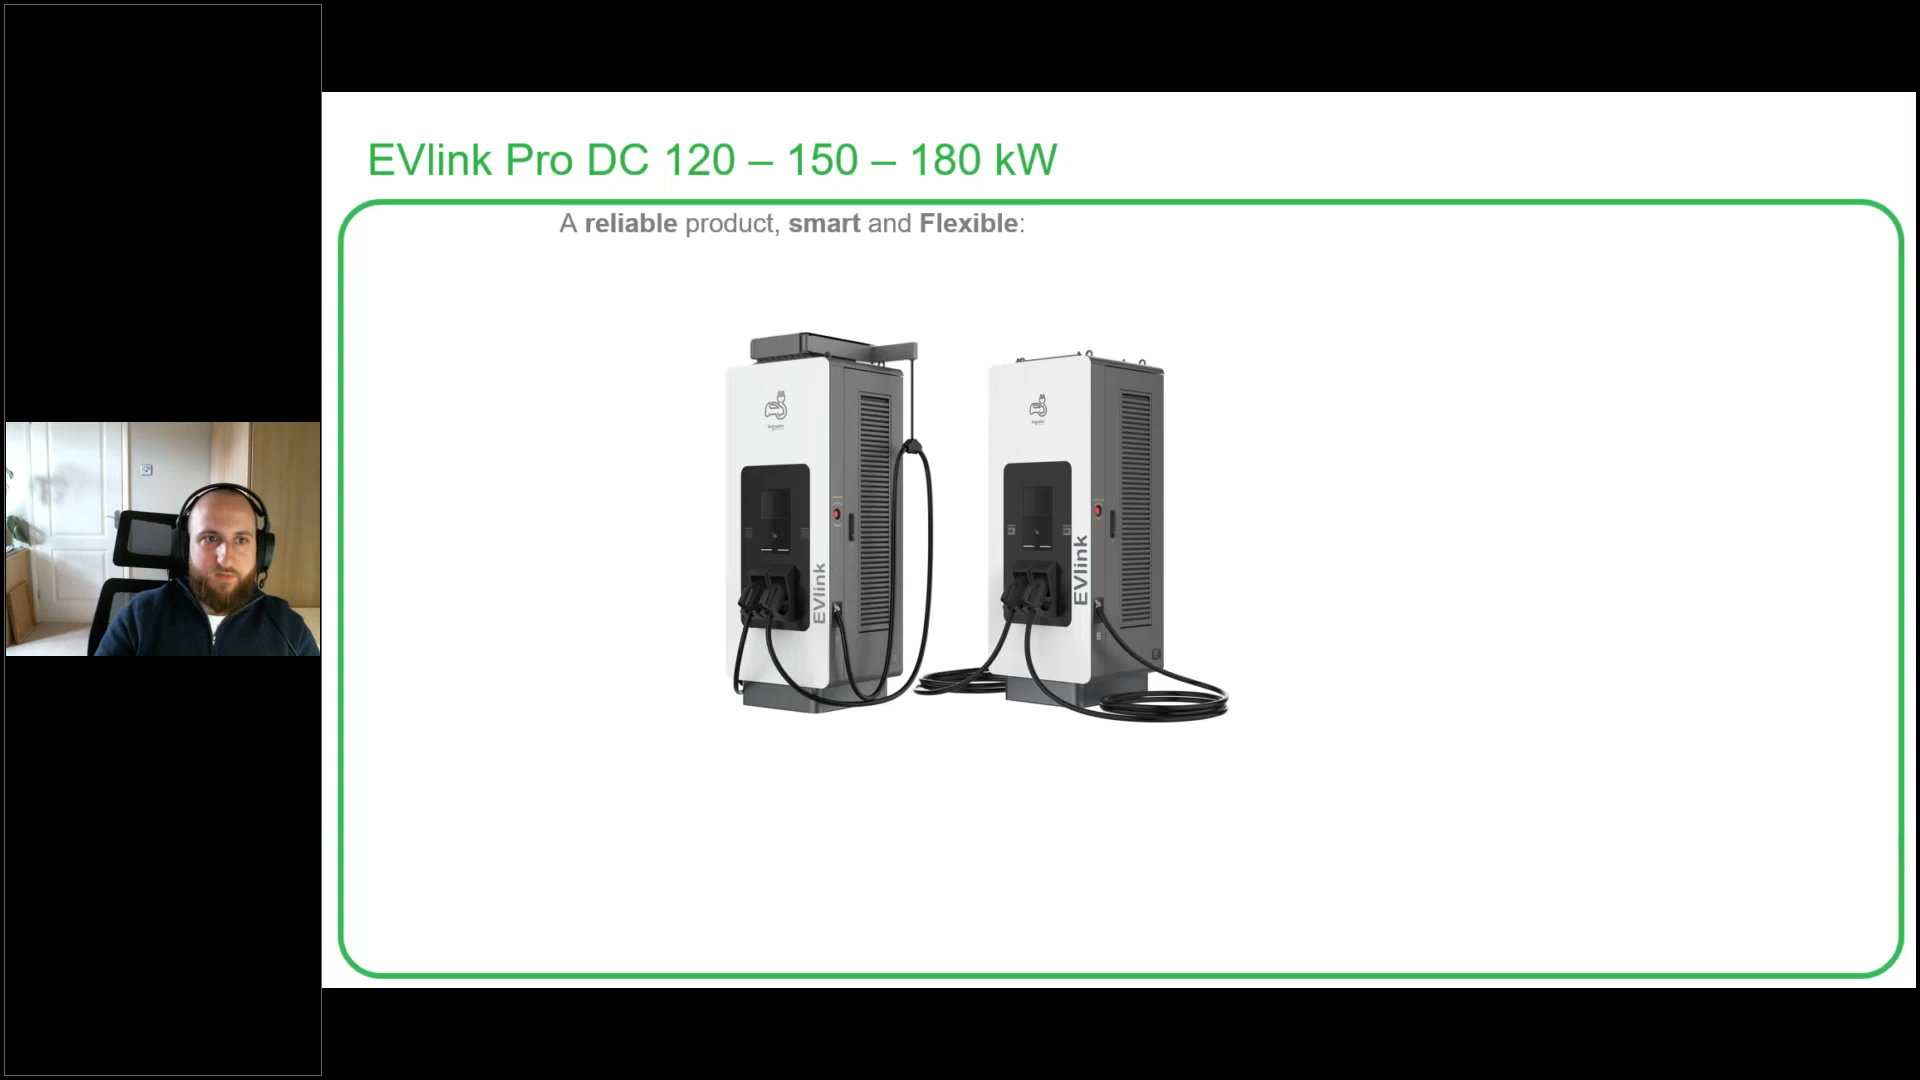 EVlink Pro DC 120 – 150 – 180 kW
A reliable product, smart and Flexible:
EVlink
EVlink